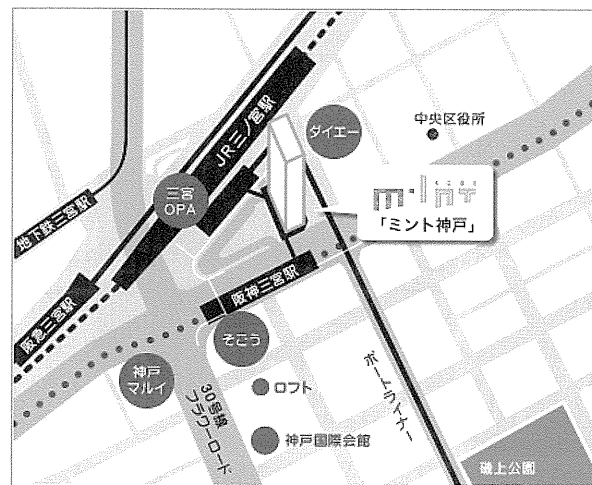 JR三ノ宮駅
ダイエー
中央区役所
三宮
OPA
地下鉄三宮駅
mint
「ミント神戸」
阪急三宮駅
阪神三宮駅
そごう
神戸
マルイ
30号線
フラワーロード
ロフト
ポートライナー
神戸国際会館
磯上公園